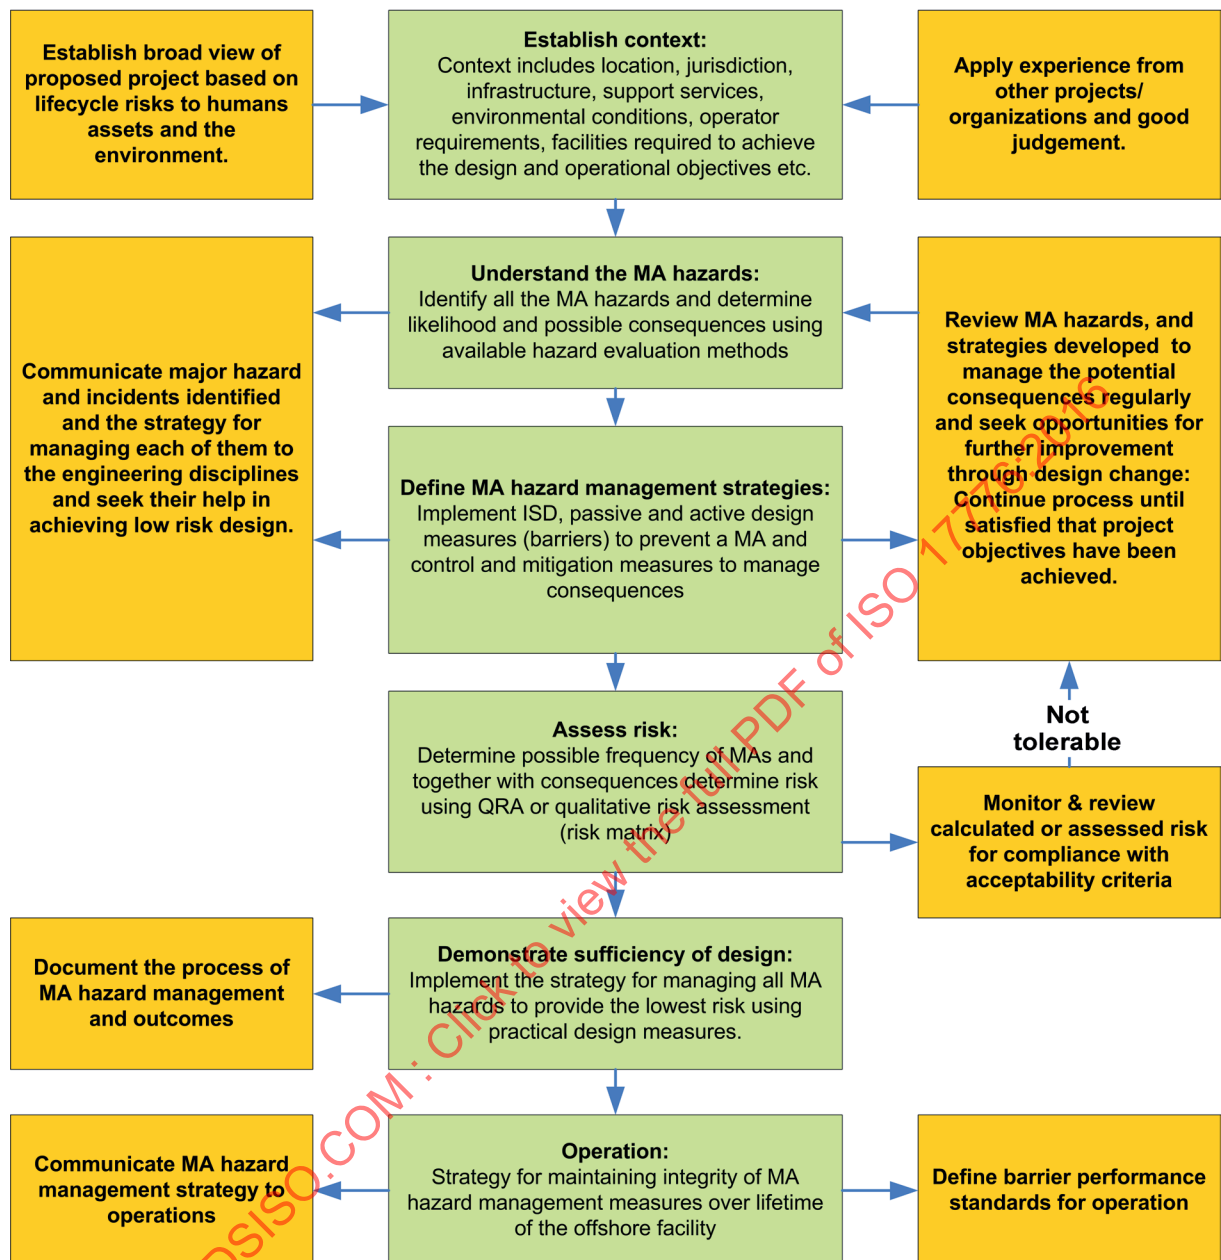 Establish broad view of
proposed project based on
lifecycle risks to humans
assets and the
environment.
Establish context:
Context includes location, jurisdiction,
infrastructure, support services,
environmental conditions, operator
requirements, facilities required to achieve
the design and operational objectives etc.
Apply experience from
other projects/
organizations and good
judgement.
Communicate major hazard
and incidents identified
and the strategy for
managing each of them to
the engineering disciplines
and seek their help in
achieving low risk design.
Understand the MA hazards:
Identify all the MA hazards and determine
likelihood and possible consequences using
available hazard evaluation methods
Review MA hazards, and
strategies developed to
manage the potential
consequences regularly
and seek opportunities for
further improvement
through design change:
Continue process until
satisfied that project
objectives have been
achieved.
Define MA hazard management strategies:
Implement ISD, passive and active design
measures (barriers) to prevent a MA and
control and mitigation measures to manage
consequences
Assess risk:
Determine possible frequency of MAs and
together with consequences determine risk
using QRA or qualitative risk assessment
(risk matrix)
Not
tolerable
Monitor & review
calculated or assessed risk
for compliance with
acceptability criteria
Document the process of
MA hazard management
and outcomes
Demonstrate sufficiency of design:
Implement the strategy for managing all MA
hazards to provide the lowest risk using
practical design measures.
Communicate MA hazard
management strategy to
operations
Operation:
Strategy for maintaining integrity of MA
hazard management measures over lifetime
of the offshore facility
Define barrier performance
standards for operation
DSISO.COM : Click to view the full PDF of ISO 17776:2016